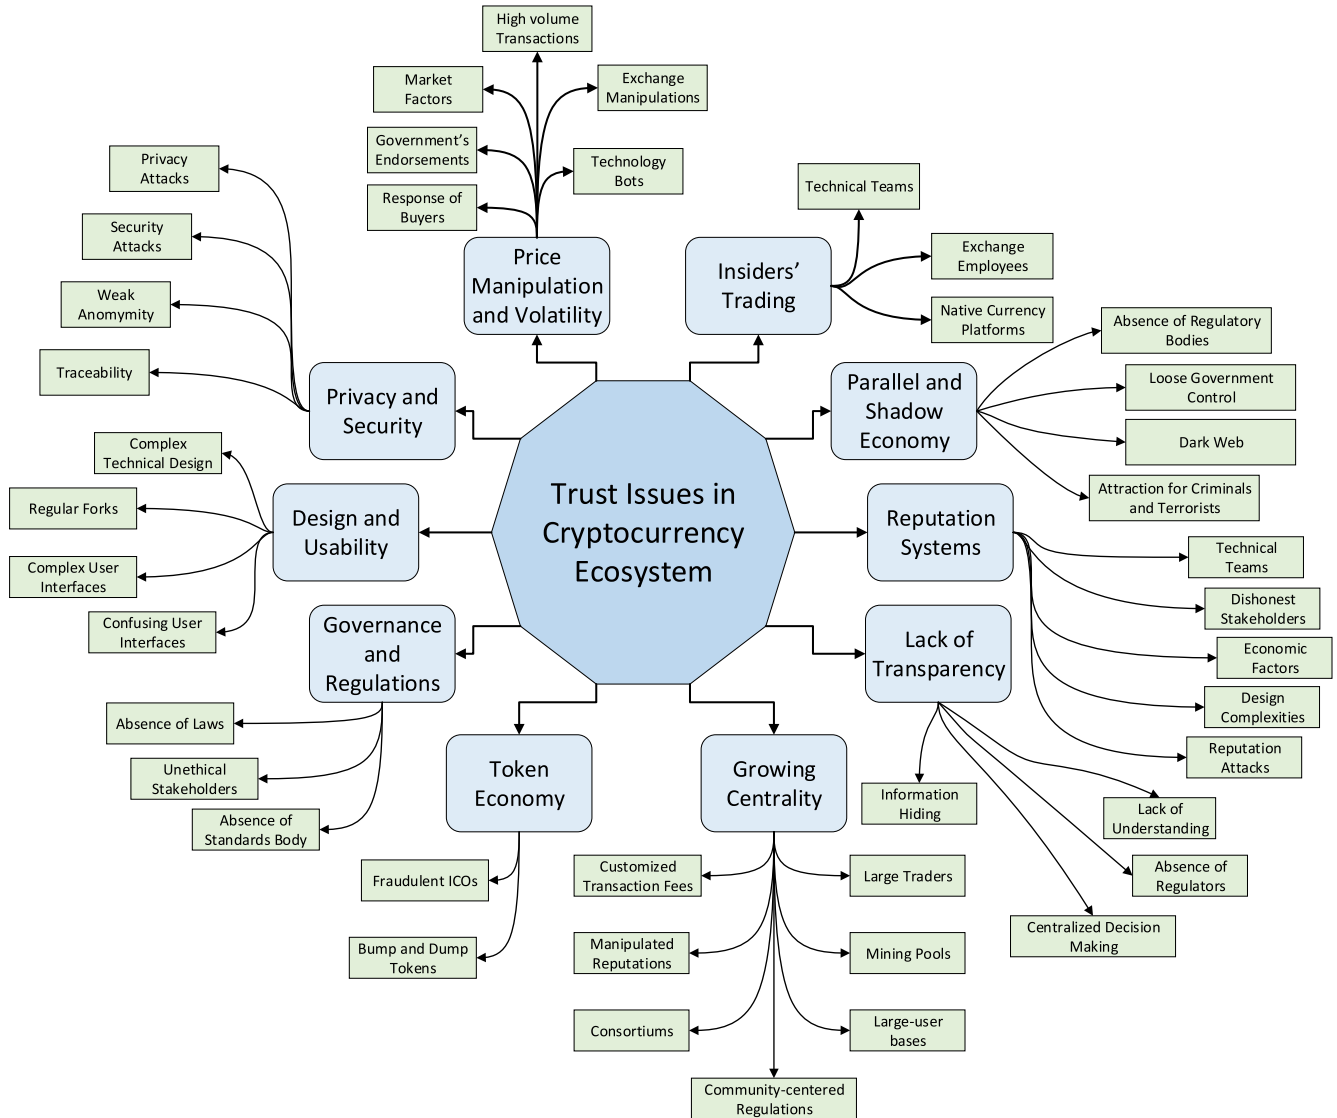 High volume
Transactions
Market
Factors
Exchange
Manipulations
Government's
Endorsements
Technology
Bots
Response of
Buyers
Price
Manipulation
and Volatility
Technical Teams
Exchange
Employees
Native Currency
Platforms
Insiders'
Trading
Privacy
Attacks
Security
Attacks
Weak
Anomymity
Traceability
Privacy and
Security
Absence of Regulatory
Bodies
Loose Government
Control
Dark Web
Attraction for Criminals
and Terrorists
Parallel and
Shadow
Economy
Complex
Technical Design
Regular Forks
Complex User
Interfaces
Confusing User
Interfaces
Design and
Usability
Trust Issues in
Cryptocurrency
Ecosystem
Reputation
Systems
Technical
Teams
Dishonest
Stakeholders
Economic
Factors
Design
Complexities
Reputation
Attacks
Governance
and
Regulations
Absence of Laws
Unethical
Stakeholders
Absence of
Standards Body
Lack of
Transparency
Information
Hiding
Lack of
Understanding
Absence of
Regulators
Centralized Decision
Making
Token
Economy
Fraudulent ICOs
Bump and Dump
Tokens
Growing
Centrality
Customized
Transaction Fees
Large Traders
Manipulated
Reputations
Mining Pools
Consortiums
Large-user
bases
Community-centered
Regulations